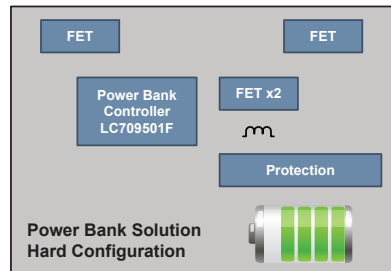 FET
FET
Power Bank
Controller
LC709501F
FET x2
Protection
Power Bank Solution
Hard Configuration